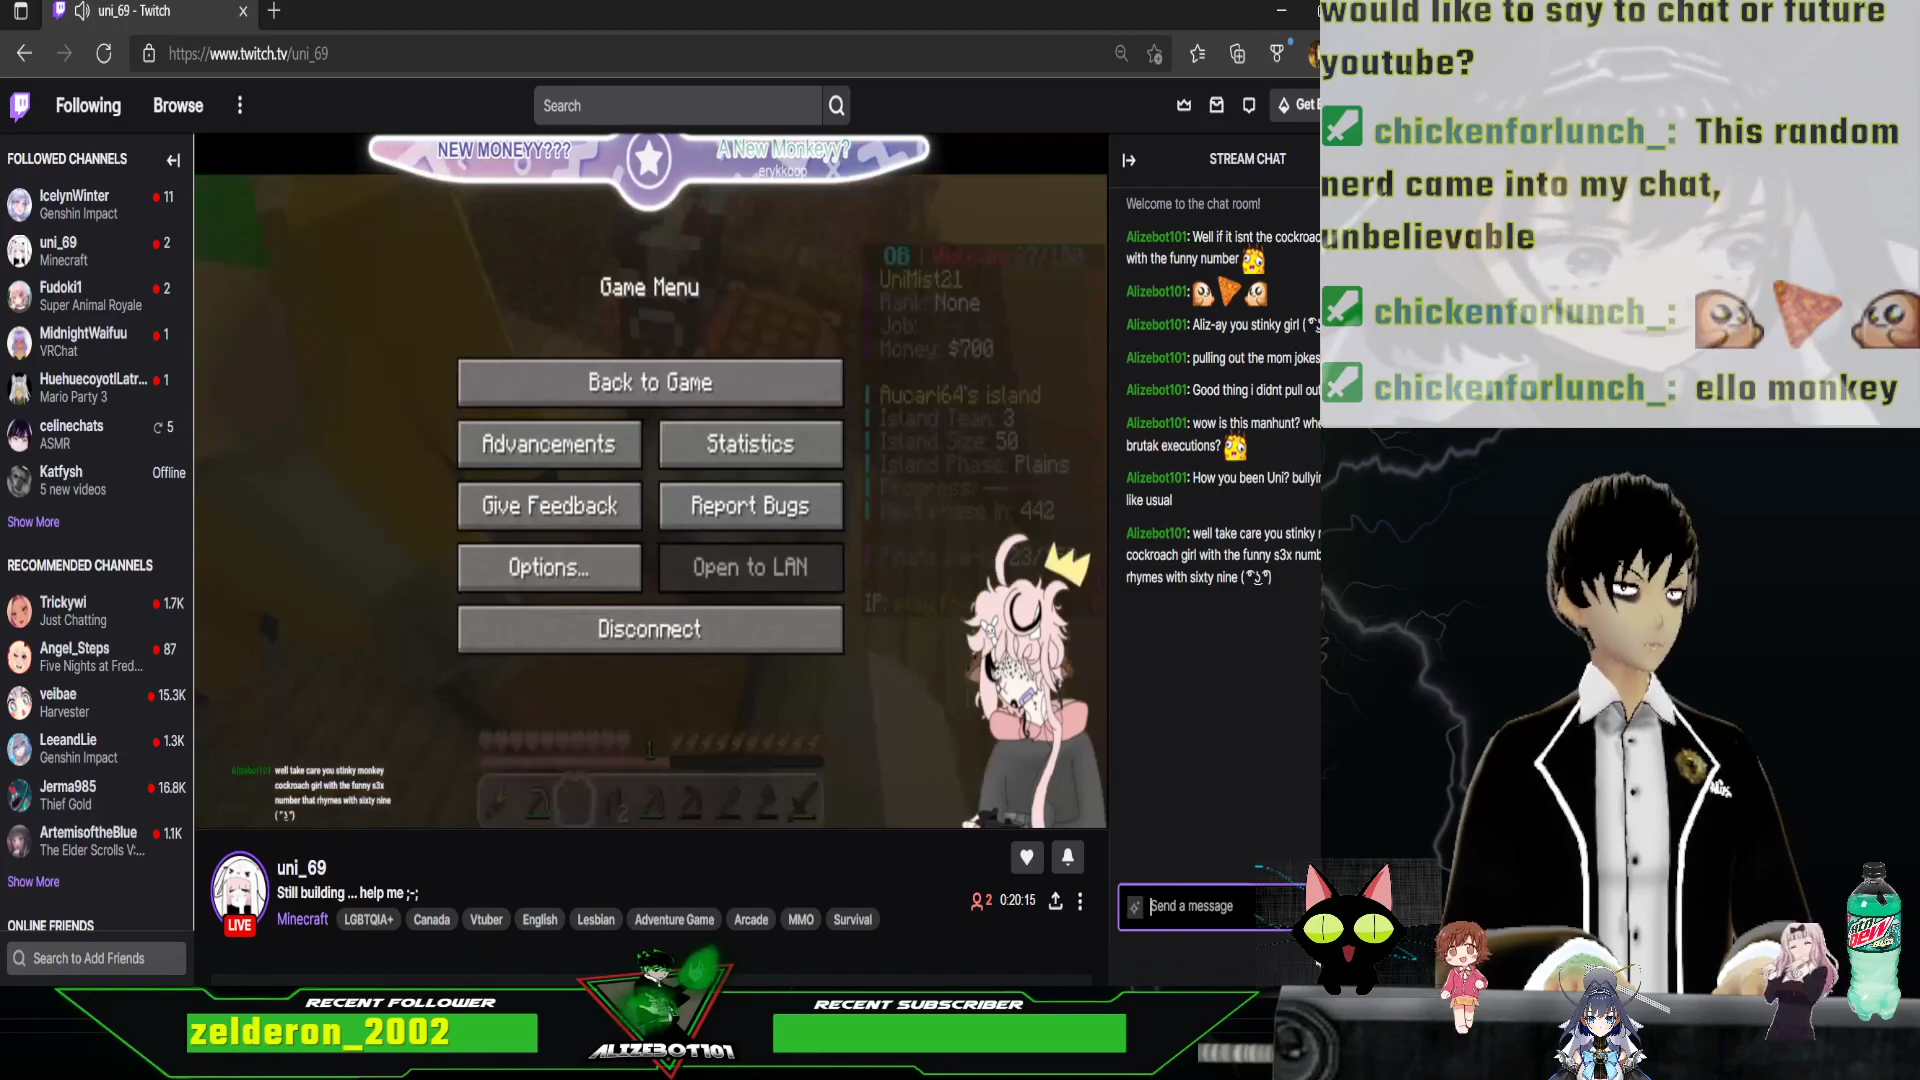 uni_69 - Twitch
https://www.twitch.tv/uni_69
Following
Browse
Search
Get
FOLLOWED CHANNELS
IcelynWinter
11
Genshin Impact
uni_69
2
Minecraft
Fudoki1
2
Super Animal Royale
MidnightWaifuu
1
VRChat
HuehuecoyotlLatr...
1
Mario Party 3
celinechats
5
ASMR
Katfysh
Offline
5 new videos
Show More
RECOMMENDED CHANNELS
Trickywi
1.7K
Just Chatting
Angel_Steps
87
Five Nights at Fred...
veibae
15.3K
Harvester
LeeandLie
1.3K
Genshin Impact
Jerma985
16.8K
Thief Gold
ArtemisoftheBlue
1.1K
The Elder Scrolls V:...
Show More
ONLINE FRIENDS
Search to Add Friends
NEW MONEYY???
A New Monkeyy?
erykkoop
Game Menu
Back to Game
Advancements
Statistics
Give Feedback
Report Bugs
Options...
Open to LAN
Disconnect
OB
UniMist21
Rank: None
Job:
Money: $700
Aucari64's island
Island Team: 3
Island Size: 50
Island Phase: Plains
Progress:
442
IP:
1
2
Alizebot101 well take care you stinky monkey
cockroach girl with the funny s3x
number that rhymes with sixty nine
( ͡° ͜ʖ ͡°)
uni_69
Still building ... help me ;-;
LIVE
Minecraft
LGBTQIA+
Canada
Vtuber
English
Lesbian
Adventure Game
Arcade
MMO
Survival
2
0:20:15
STREAM CHAT
Welcome to the chat room!
Alizebot101: Well if it isnt the cockroac
with the funny number
Alizebot101:
Alizebot101: Aliz-ay you stinky girl (
Alizebot101: pulling out the mom jokes
Alizebot101: Good thing i didnt pull out
Alizebot101: wow is this manhunt? whe
brutak executions?
Alizebot101: How you been Uni? bullyi
like usual
Alizebot101: well take care you stinky
cockroach girl with the funny s3x numb
rhymes with sixty nine ( ͡° ͜ʖ ͡°)
Send a message
would like to say to chat or future
youtube?
chickenforlunch_: This random
nerd came into my chat,
unbelievable
chickenforlunch_:
chickenforlunch_: ello monkey
RECENT FOLLOWER
zelderon_2002
ALIZEBOT101
RECENT SUBSCRIBER
MTN
DEW